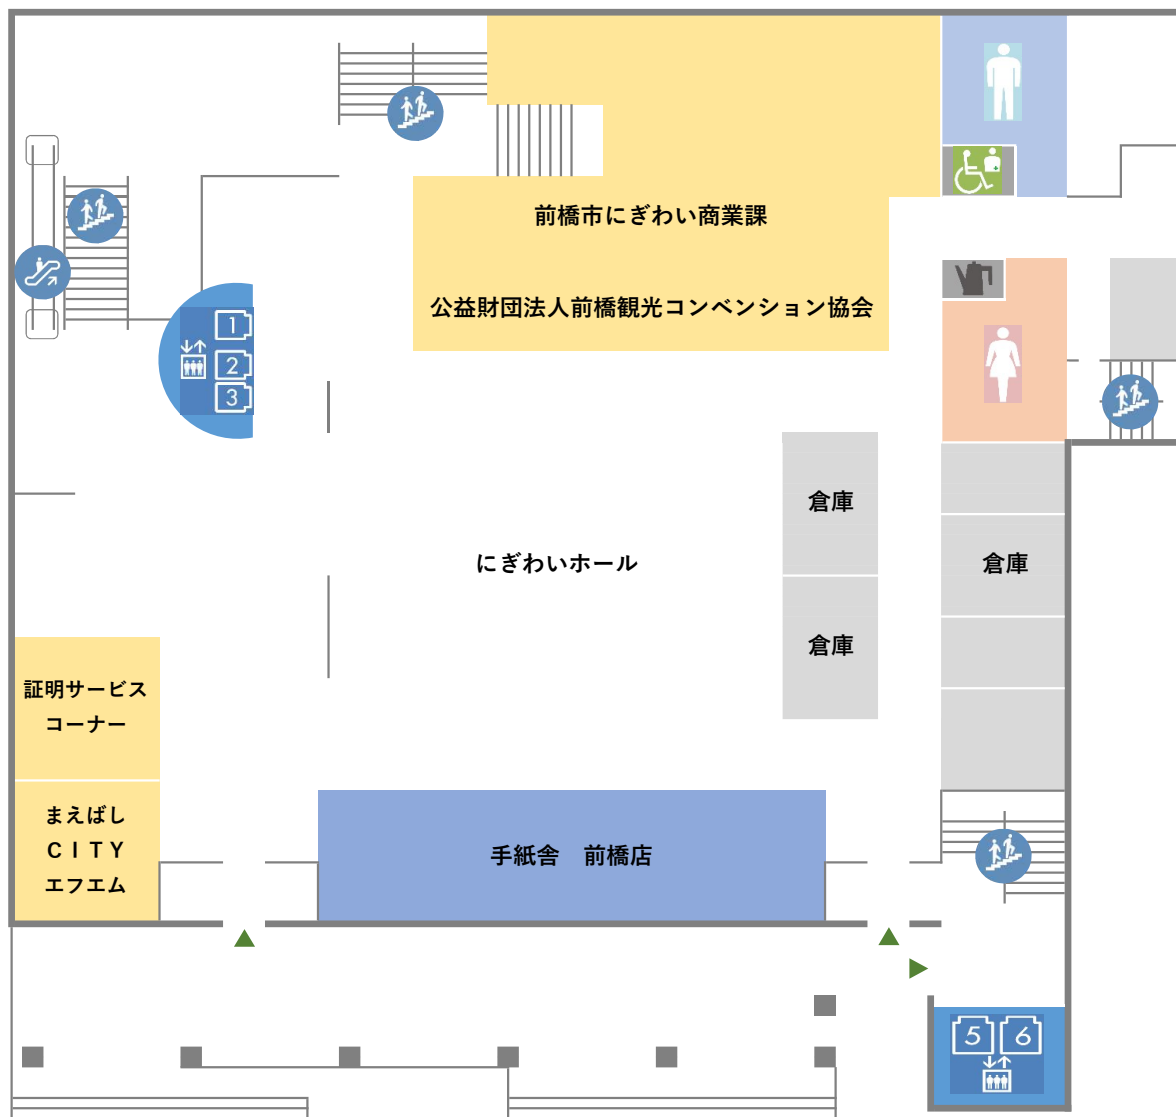 前橋市にぎわい商業課
公益財団法人前橋観光コンベンション協会
1
2
3
倉庫
にぎわいホール
倉庫
倉庫
証明サービス
コーナー
まえばし
ＣＩＴＹ
エフエム
手紙舎　前橋店
5 6